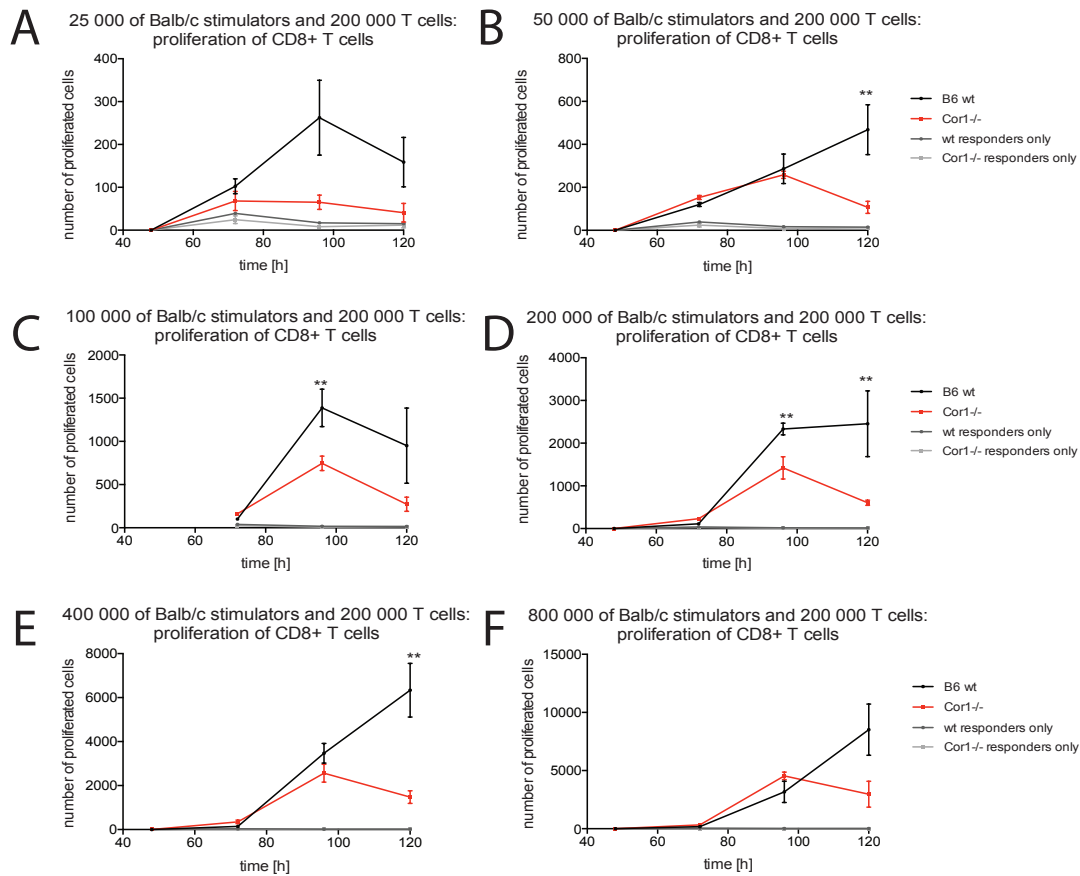 A
25 000 of Balb/c stimulators and 200 000 T cells:
proliferation of CD8+ T cells
number of proliferated cells
400
300
200
100
0
40 60 80 100 120
time [h]
B
50 000 of Balb/c stimulators and 200 000 T cells:
proliferation of CD8+ T cells
number of proliferated cells
800
600
400
200
0
**
40 60 80 100 120
time [h]
B6 wt
Cor1-/-
wt responders only
Cor1-/- responders only
C
100 000 of Balb/c stimulators and 200 000 T cells:
proliferation of CD8+ T cells
number of proliferated cells
2000
1500
1000
500
0
**
40 60 80 100 120
time [h]
D
200 000 of Balb/c stimulators and 200 000 T cells:
proliferation of CD8+ T cells
number of proliferated cells
4000
3000
2000
1000
0
**
**
40 60 80 100 120
time [h]
B6 wt
Cor1-/-
wt responders only
Cor1-/- responders only
E
400 000 of Balb/c stimulators and 200 000 T cells:
proliferation of CD8+ T cells
number of proliferated cells
8000
6000
4000
2000
0
**
40 60 80 100 120
time [h]
F
800 000 of Balb/c stimulators and 200 000 T cells:
proliferation of CD8+ T cells
number of proliferated cells
15000
10000
5000
0
40 60 80 100 120
time [h]
B6 wt
Cor1-/-
wt responders only
Cor1-/- responders only